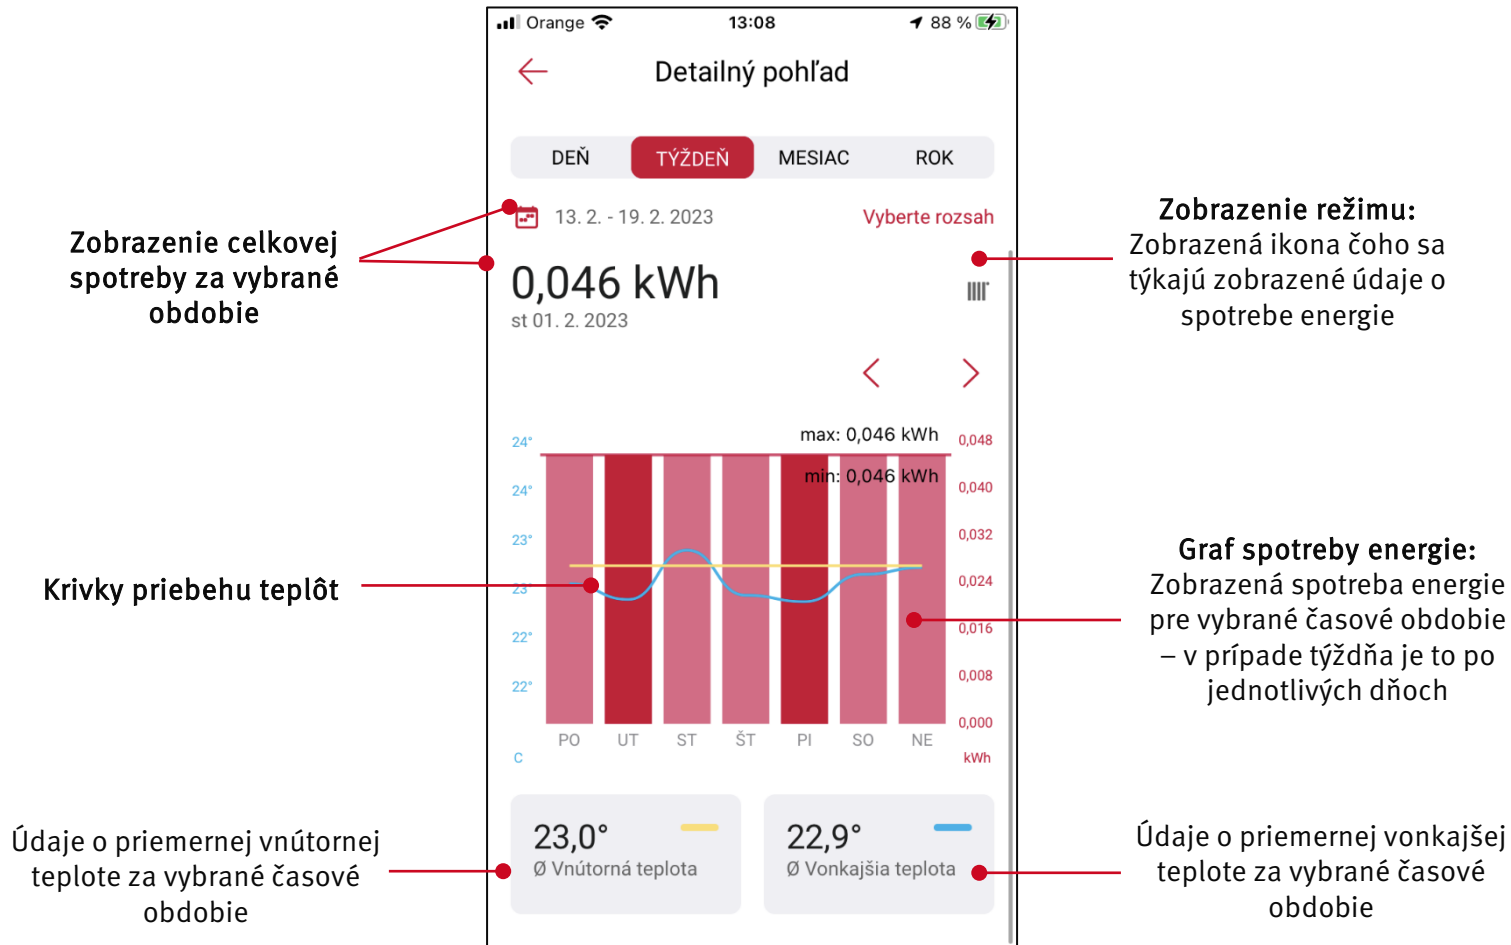 Orange 13:08 88 %
Detailný pohľad
DEŇ TÝŽDEŇ MESIAC ROK
13. 2. - 19. 2. 2023 Vyberte rozsah
0,046 kWh
st 01. 2. 2023
max: 0,046 kWh
min: 0,046 kWh
24°
24°
23°
23°
22°
22°
C
0,048
0,040
0,032
0,024
0,016
0,008
0,000
kWh
PO UT ST ŠT PI SO NE
23,0°
Ø Vnútorná teplota
22,9°
Ø Vonkajšia teplota
Zobrazenie celkovej
spotreby za vybrané
obdobie
Krivky priebehu teplôt
Údaje o priemernej vnútornej
teplote za vybrané časové
obdobie
Zobrazenie režimu:
Zobrazená ikona čoho sa
týkajú zobrazené údaje o
spotrebe energie
Graf spotreby energie:
Zobrazená spotreba energie
pre vybrané časové obdobie
– v prípade týždňa je to po
jednotlivých dňoch
Údaje o priemernej vonkajšej
teplote za vybrané časové
obdobie